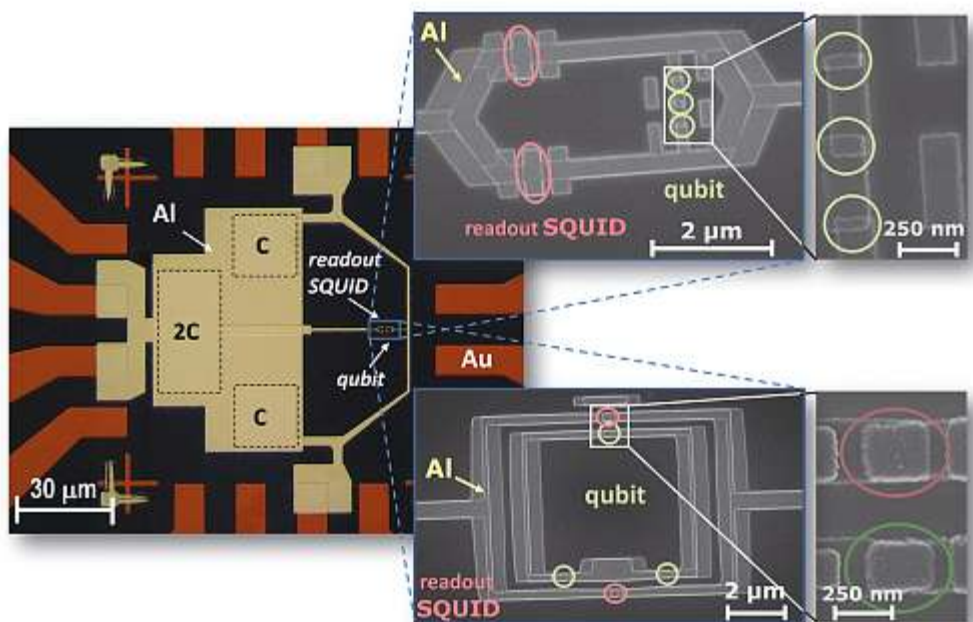 Al
C
readout
SQUID
2C
qubit
C
Au
30 μm
Al
qubit
readout SQUID
2 μm
250 nm
Al
qubit
readout
SQUID
2 μm
250 nm